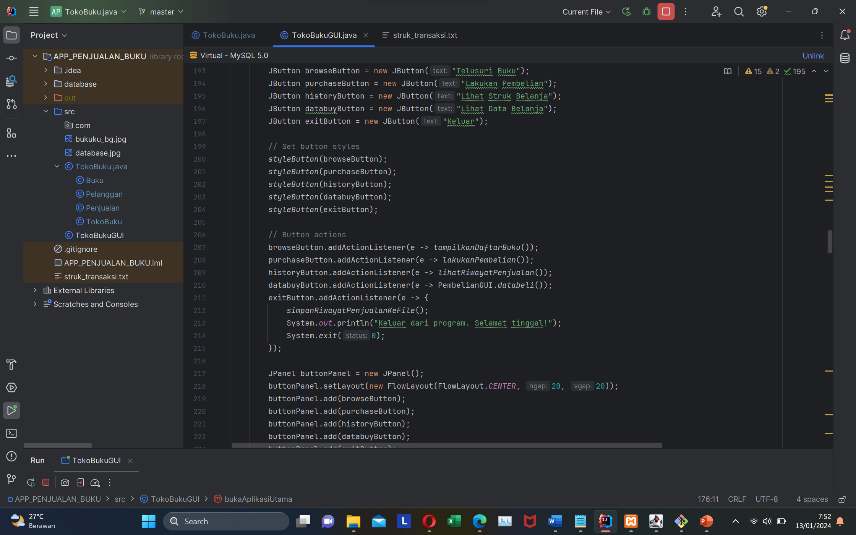 AP TokoBuku.java master Current File
Project
TokoBuku.java TokoBukuGUI.java struk_transaksi.txt
Virtual - MySQL 5.0 Unlink
APP_PENJUALAN_BUKU library ro
.idea
database
out
src
com
bukuku_bg.jpg
database.jpg
TokoBuku.java
Buku
Pelanggan
Penjualan
TokoBuku
TokoBukuGUI
.gitignore
APP_PENJUALAN_BUKU.iml
struk_transaksi.txt
External Libraries
Scratches and Consoles
15 2 195
193 JButton browseButton = new JButton( text: "Telusuri Buku");
194 JButton purchaseButton = new JButton( text: "Lakukan Pembelian");
195 JButton historyButton = new JButton( text: "Lihat Struk Belanja");
196 JButton databuyButton = new JButton( text: "Lihat Data Belanja");
197 JButton exitButton = new JButton( text: "Keluar");
198
199 // Set button styles
200 styleButton(browseButton);
201 styleButton(purchaseButton);
202 styleButton(historyButton);
203 styleButton(databuyButton);
204 styleButton(exitButton);
205
206 // Button actions
207 browseButton.addActionListener(e -> tampilkanDaftarBuku());
208 purchaseButton.addActionListener(e -> lakukanPembelian());
209 historyButton.addActionListener(e -> lihatRiwayatPenjualan());
210 databuyButton.addActionListener(e -> PembelianGUI.databeli());
211 exitButton.addActionListener(e -> {
212 simpanRiwayatPenjualanKeFile();
213 System.out.println("Keluar dari program. Selamat tinggal!");
214 System.exit( status: 0);
215 });
216
217 JPanel buttonPanel = new JPanel();
218 buttonPanel.setLayout(new FlowLayout(FlowLayout.CENTER, hgap: 20, vgap: 20));
219 buttonPanel.add(browseButton);
220 buttonPanel.add(purchaseButton);
221 buttonPanel.add(historyButton);
222 buttonPanel.add(databuyButton);
Run TokoBukuGUI
APP_PENJUALAN_BUKU src TokoBukuGUI bukaAplikasiUtama 176:11 CRLF UTF-8 4 spaces
27°C
Berawan
Search
7:52
13/01/2024